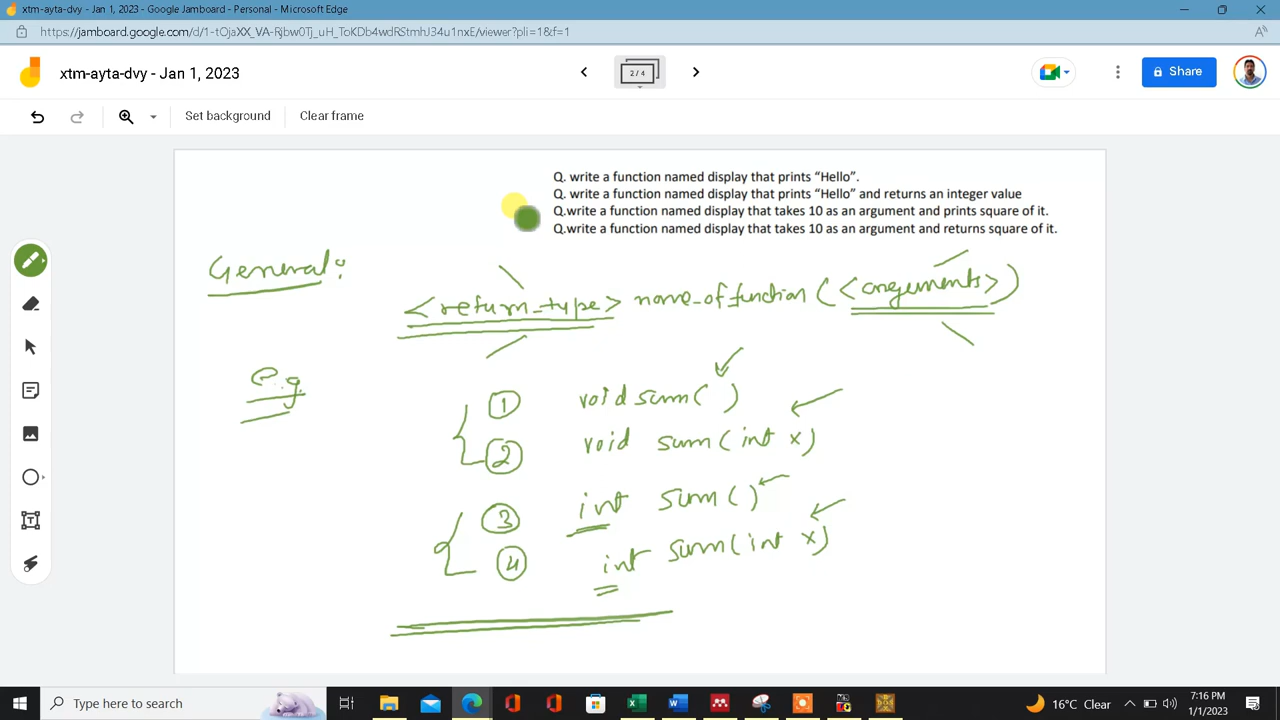 xtm-ayta-dvy - Jan 1, 2023 - Google Jamboard - Personal - Microsoft Edge
https://jamboard.google.com/d/1-tOjaXX_VA-Rjbw0Tj_uH_ToKDb4wdRStmhJ34u1nxE/viewer?pli=1&f=1
xtm-ayta-dvy - Jan 1, 2023
2 / 4
Share
Set background
Clear frame
Q. write a function named display that prints “Hello”.
Q. write a function named display that prints “Hello” and returns an integer value
Q.write a function named display that takes 10 as an argument and prints square of it.
Q.write a function named display that takes 10 as an argument and returns square of it.
General:
<return_type> name_of_function (<arguments>)
e.g.
1 void sum( )
2 void sum(int x)
3 int sum()
4 int sum(int x)
Type here to search
16°C Clear
7:16 PM
1/1/2023